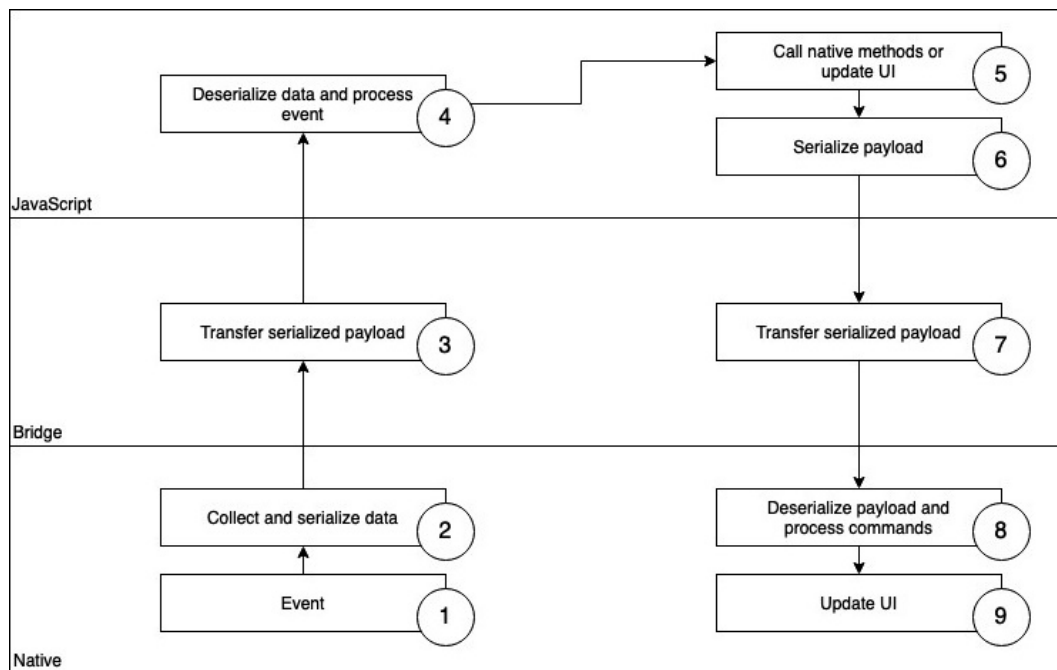 Call native methods or
update UI
5
Deserialize data and process
event
4
Serialize payload
6
JavaScript
Transfer serialized payload
3
Transfer serialized payload
7
Bridge
Collect and serialize data
2
Deserialize payload and
process commands
8
Event
1
Update UI
9
Native